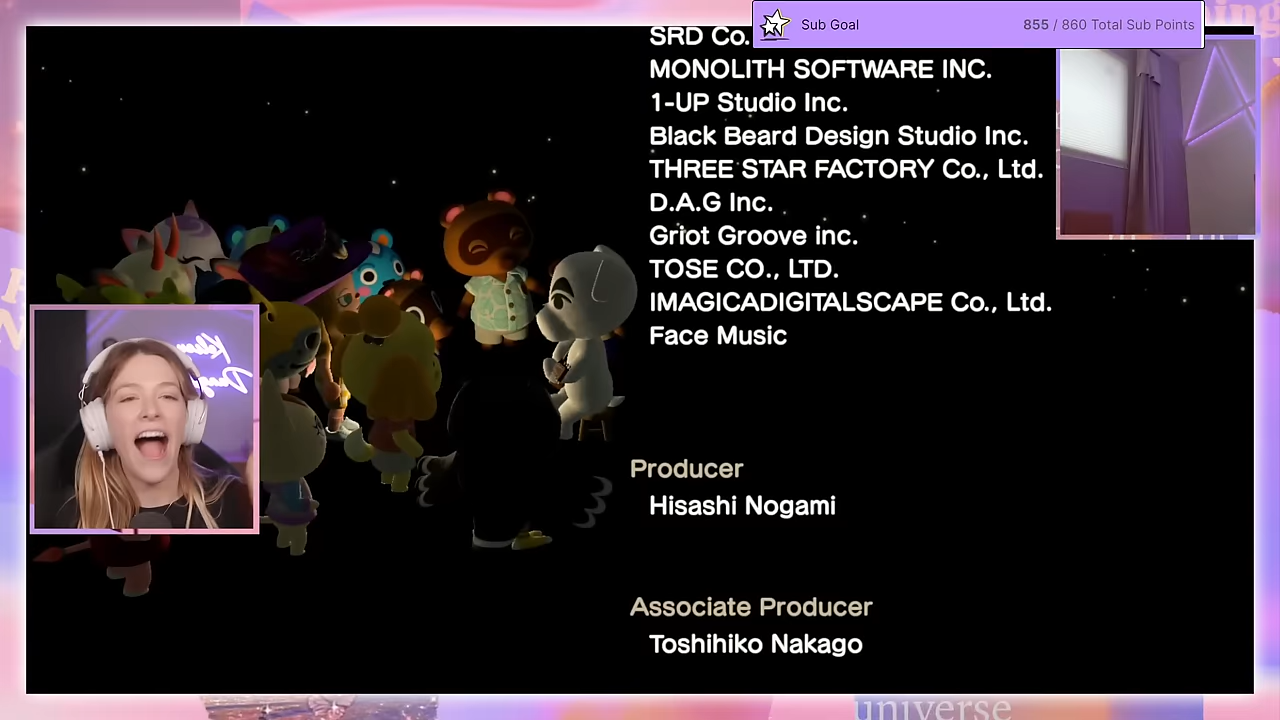 Sub Goal
855 / 860 Total Sub Points
SRD Co.
MONOLITH SOFTWARE INC.
1-UP Studio Inc.
Black Beard Design Studio Inc.
THREE STAR FACTORY Co., Ltd.
D.A.G Inc.
Griot Groove inc.
TOSE CO., LTD.
IMAGICADIGITALSCAPE Co., Ltd.
Face Music
Producer
Hisashi Nogami
Associate Producer
Toshihiko Nakago
universe